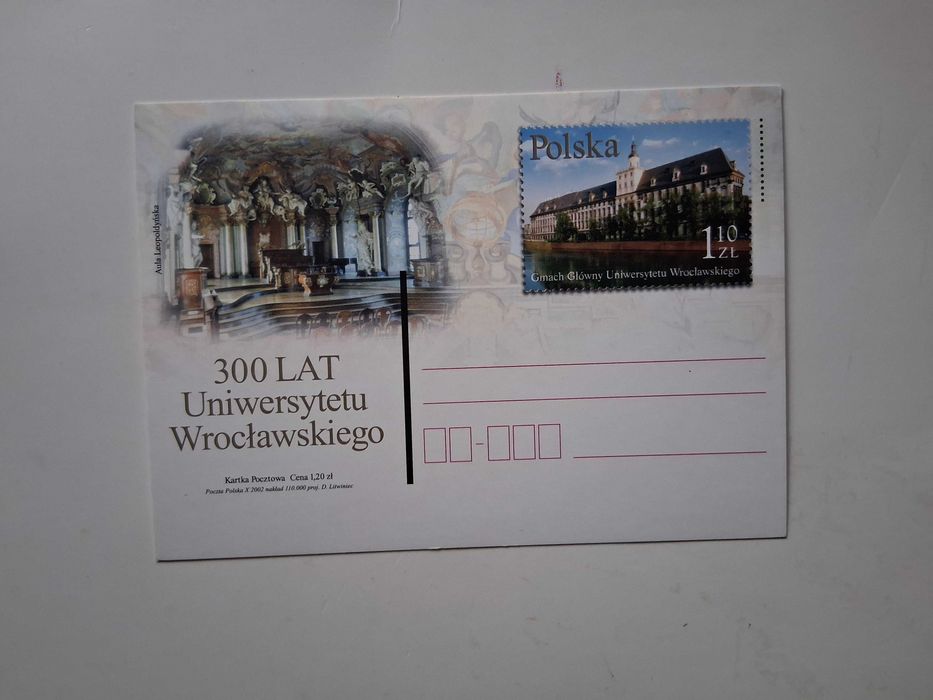 Polska
1 10 ZŁ
Gmach Główny Uniwersytetu Wrocławskiego
Aula Leopoldyńska
300 LAT
Uniwersytetu
Wrocławskiego
Kartka Pocztowa Cena 1,20 zł
Poczta Polska X 2002 nakład 110.000 proj. D. Litwiniec